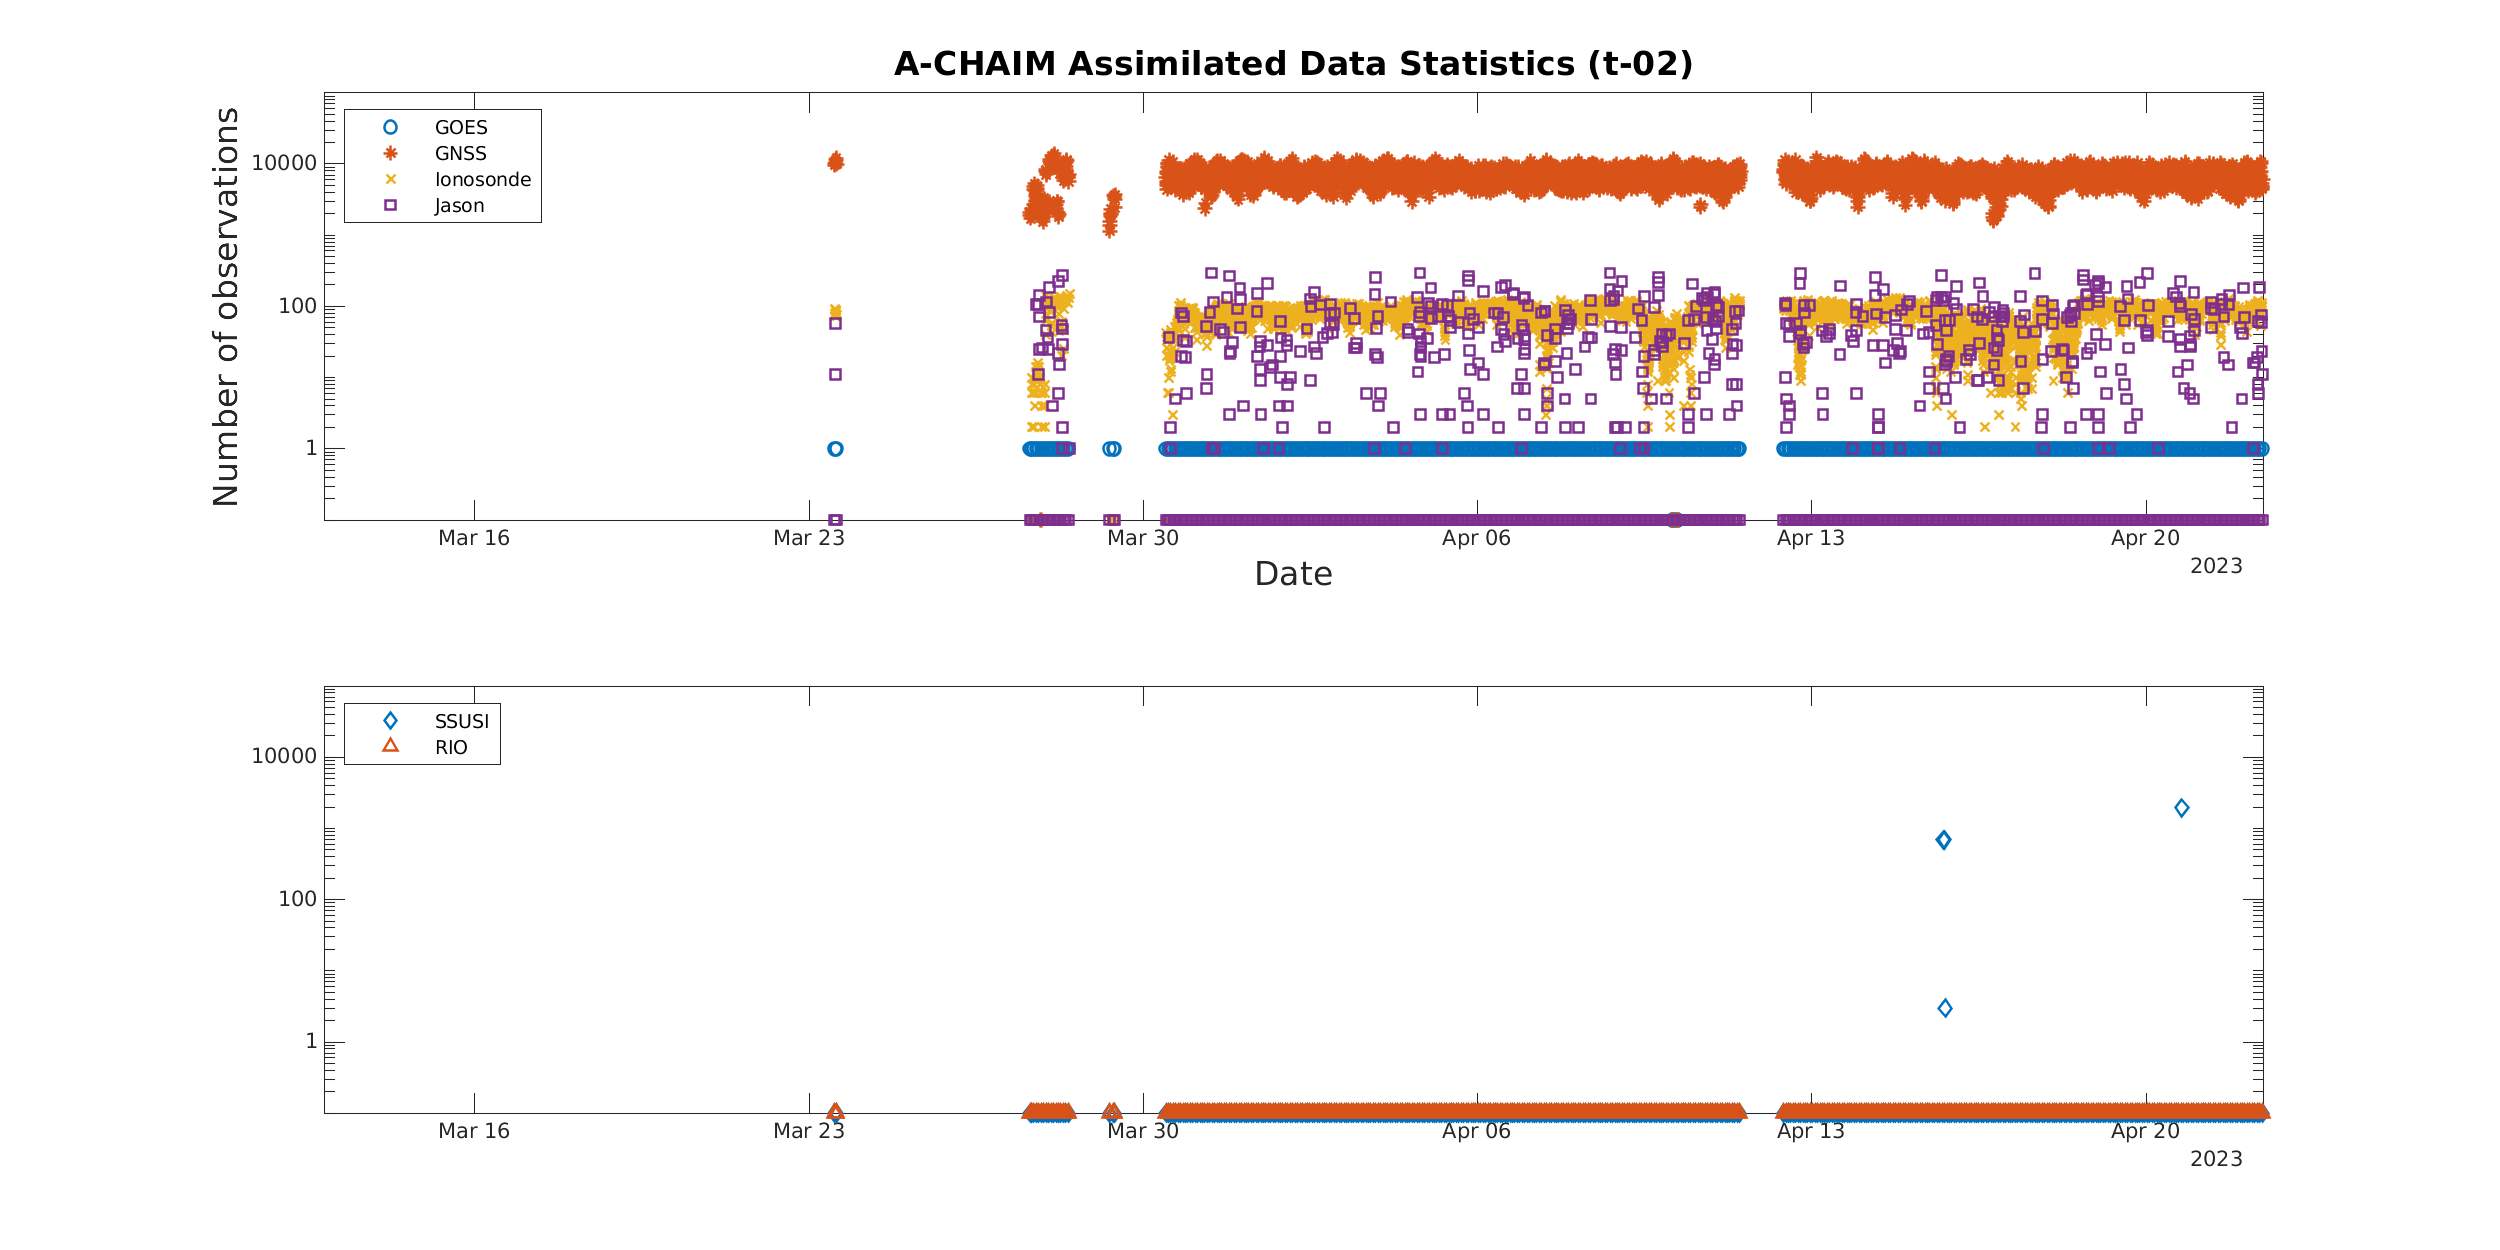 A-CHAIM Assimilated Data Statistics (t-02)
Number of observations
GOES
GNSS
Ionosonde
Jason
10000
100
1
Mar 16
Mar 23
Mar 30
Apr 06
Apr 13
Apr 20
2023
Date
SSUSI
RIO
10000
100
1
Mar 16
Mar 23
Mar 30
Apr 06
Apr 13
Apr 20
2023